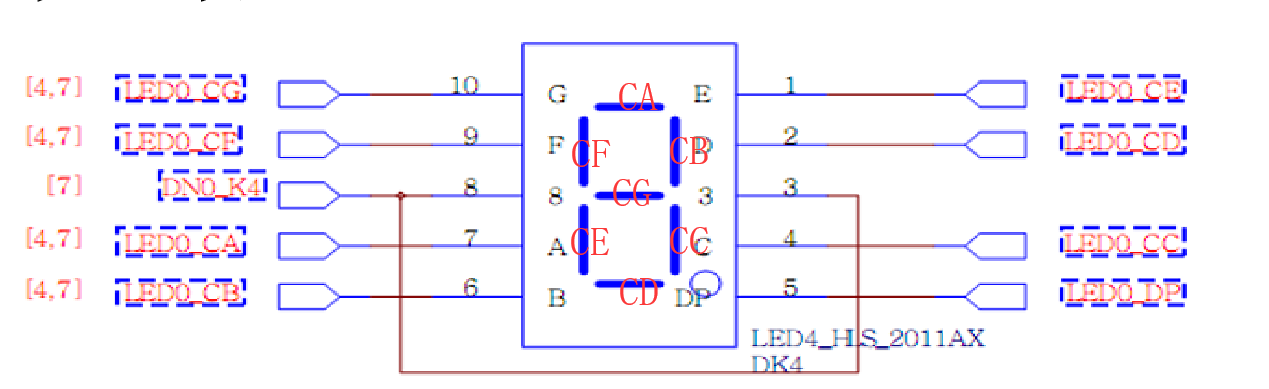 [4,7] LED0_CG 10 G CA E 1 LED0_CE
[4,7] LED0_CF 9 F CF CB D 2 LED0_CD
[7] DN0_K4 8 8 CG 3 3
[4,7] LED0_CA 7 A CE CC C 4 LED0_CC
[4,7] LED0_CB 6 B CD DP 5 LED0_DP
LED4_HLS_2011AX
DK4